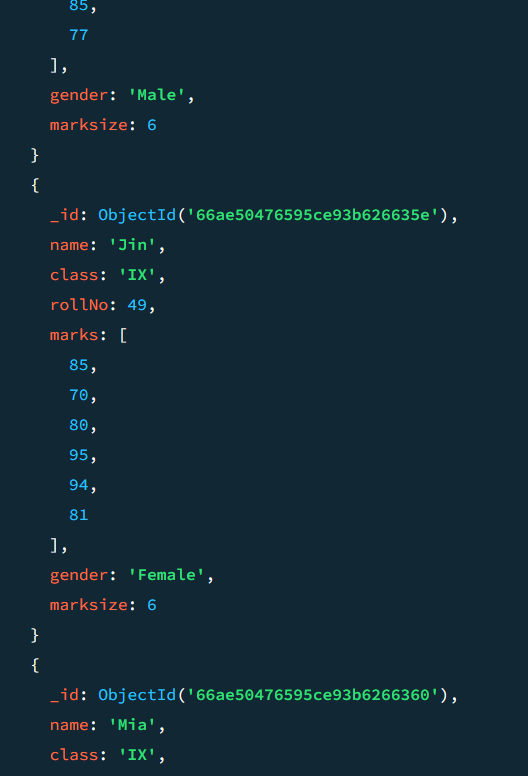 85,
77
],
gender: 'Male',
marksize: 6
}
{
_id: ObjectId('66ae50476595ce93b626635e'),
name: 'Jin',
class: 'IX',
rollNo: 49,
marks: [
85,
70,
80,
95,
94,
81
],
gender: 'Female',
marksize: 6
}
{
_id: ObjectId('66ae50476595ce93b6266360'),
name: 'Mia',
class: 'IX',